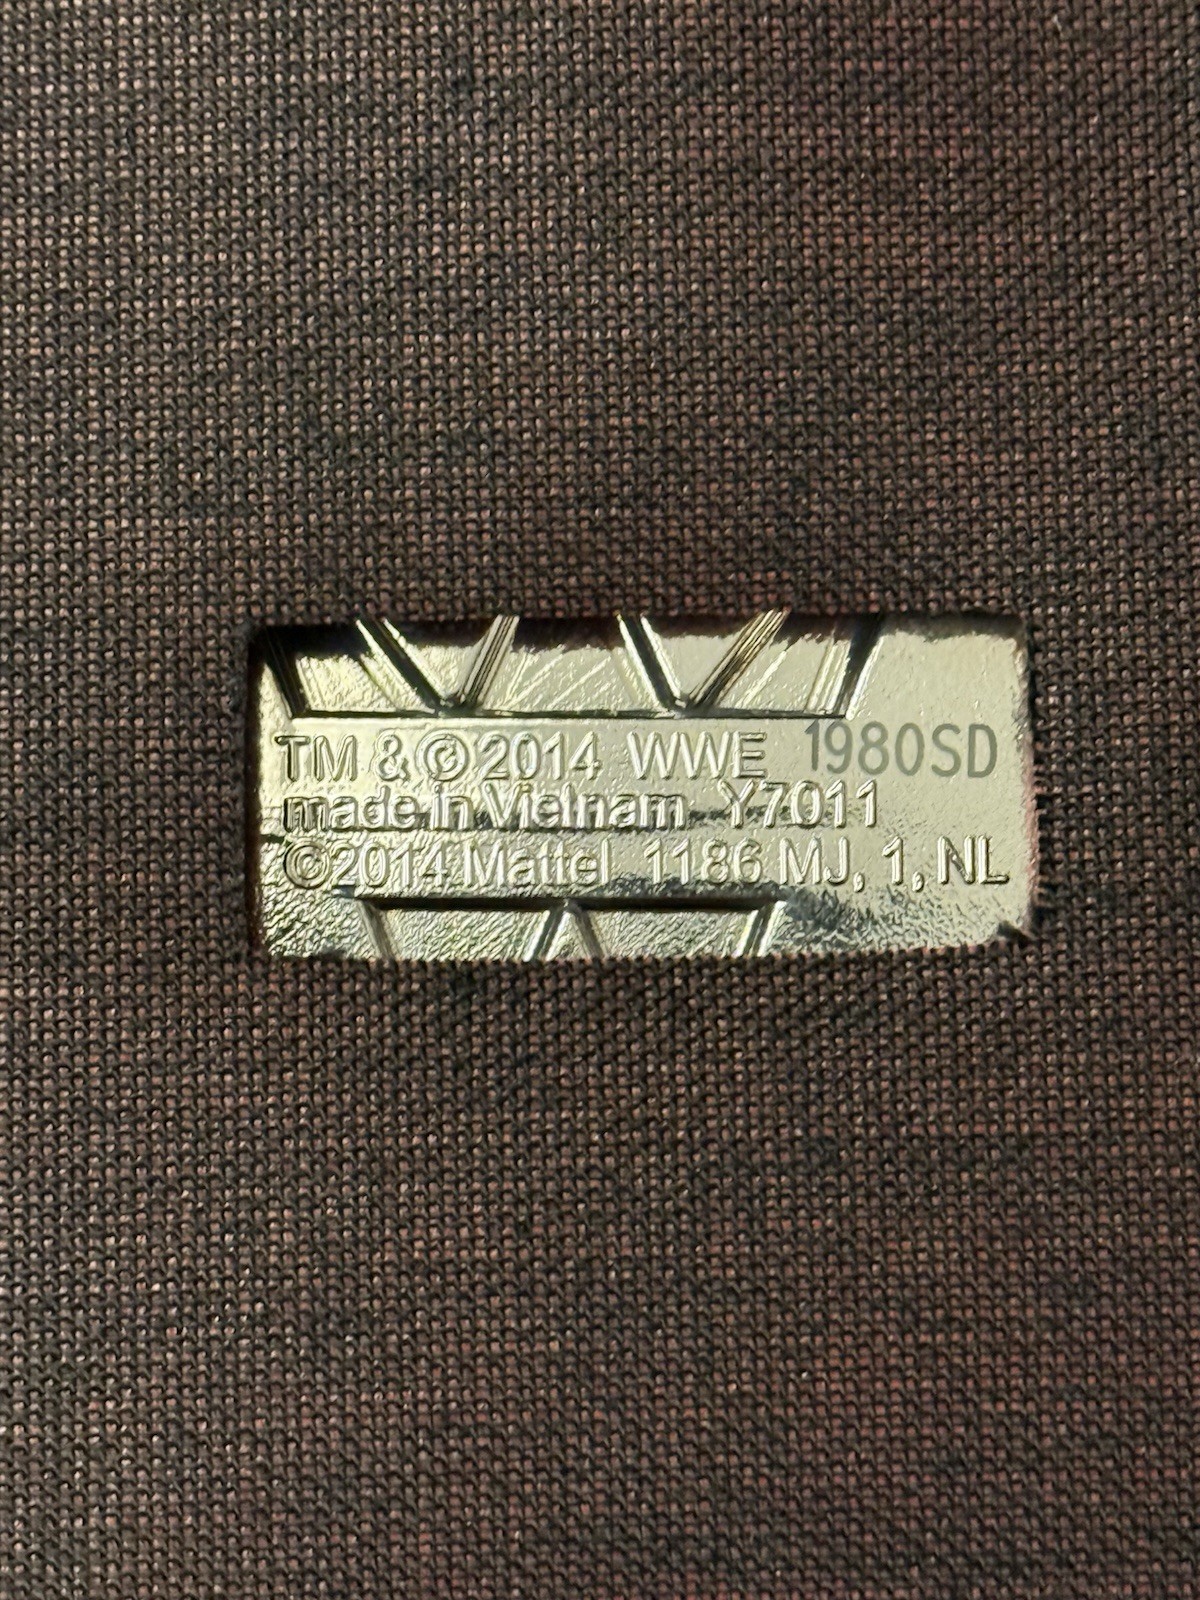 TM & ©2014 WWE 1980SD
made in Vietnam Y7011
©2014 Mattel 1186 MJ, 1, NL